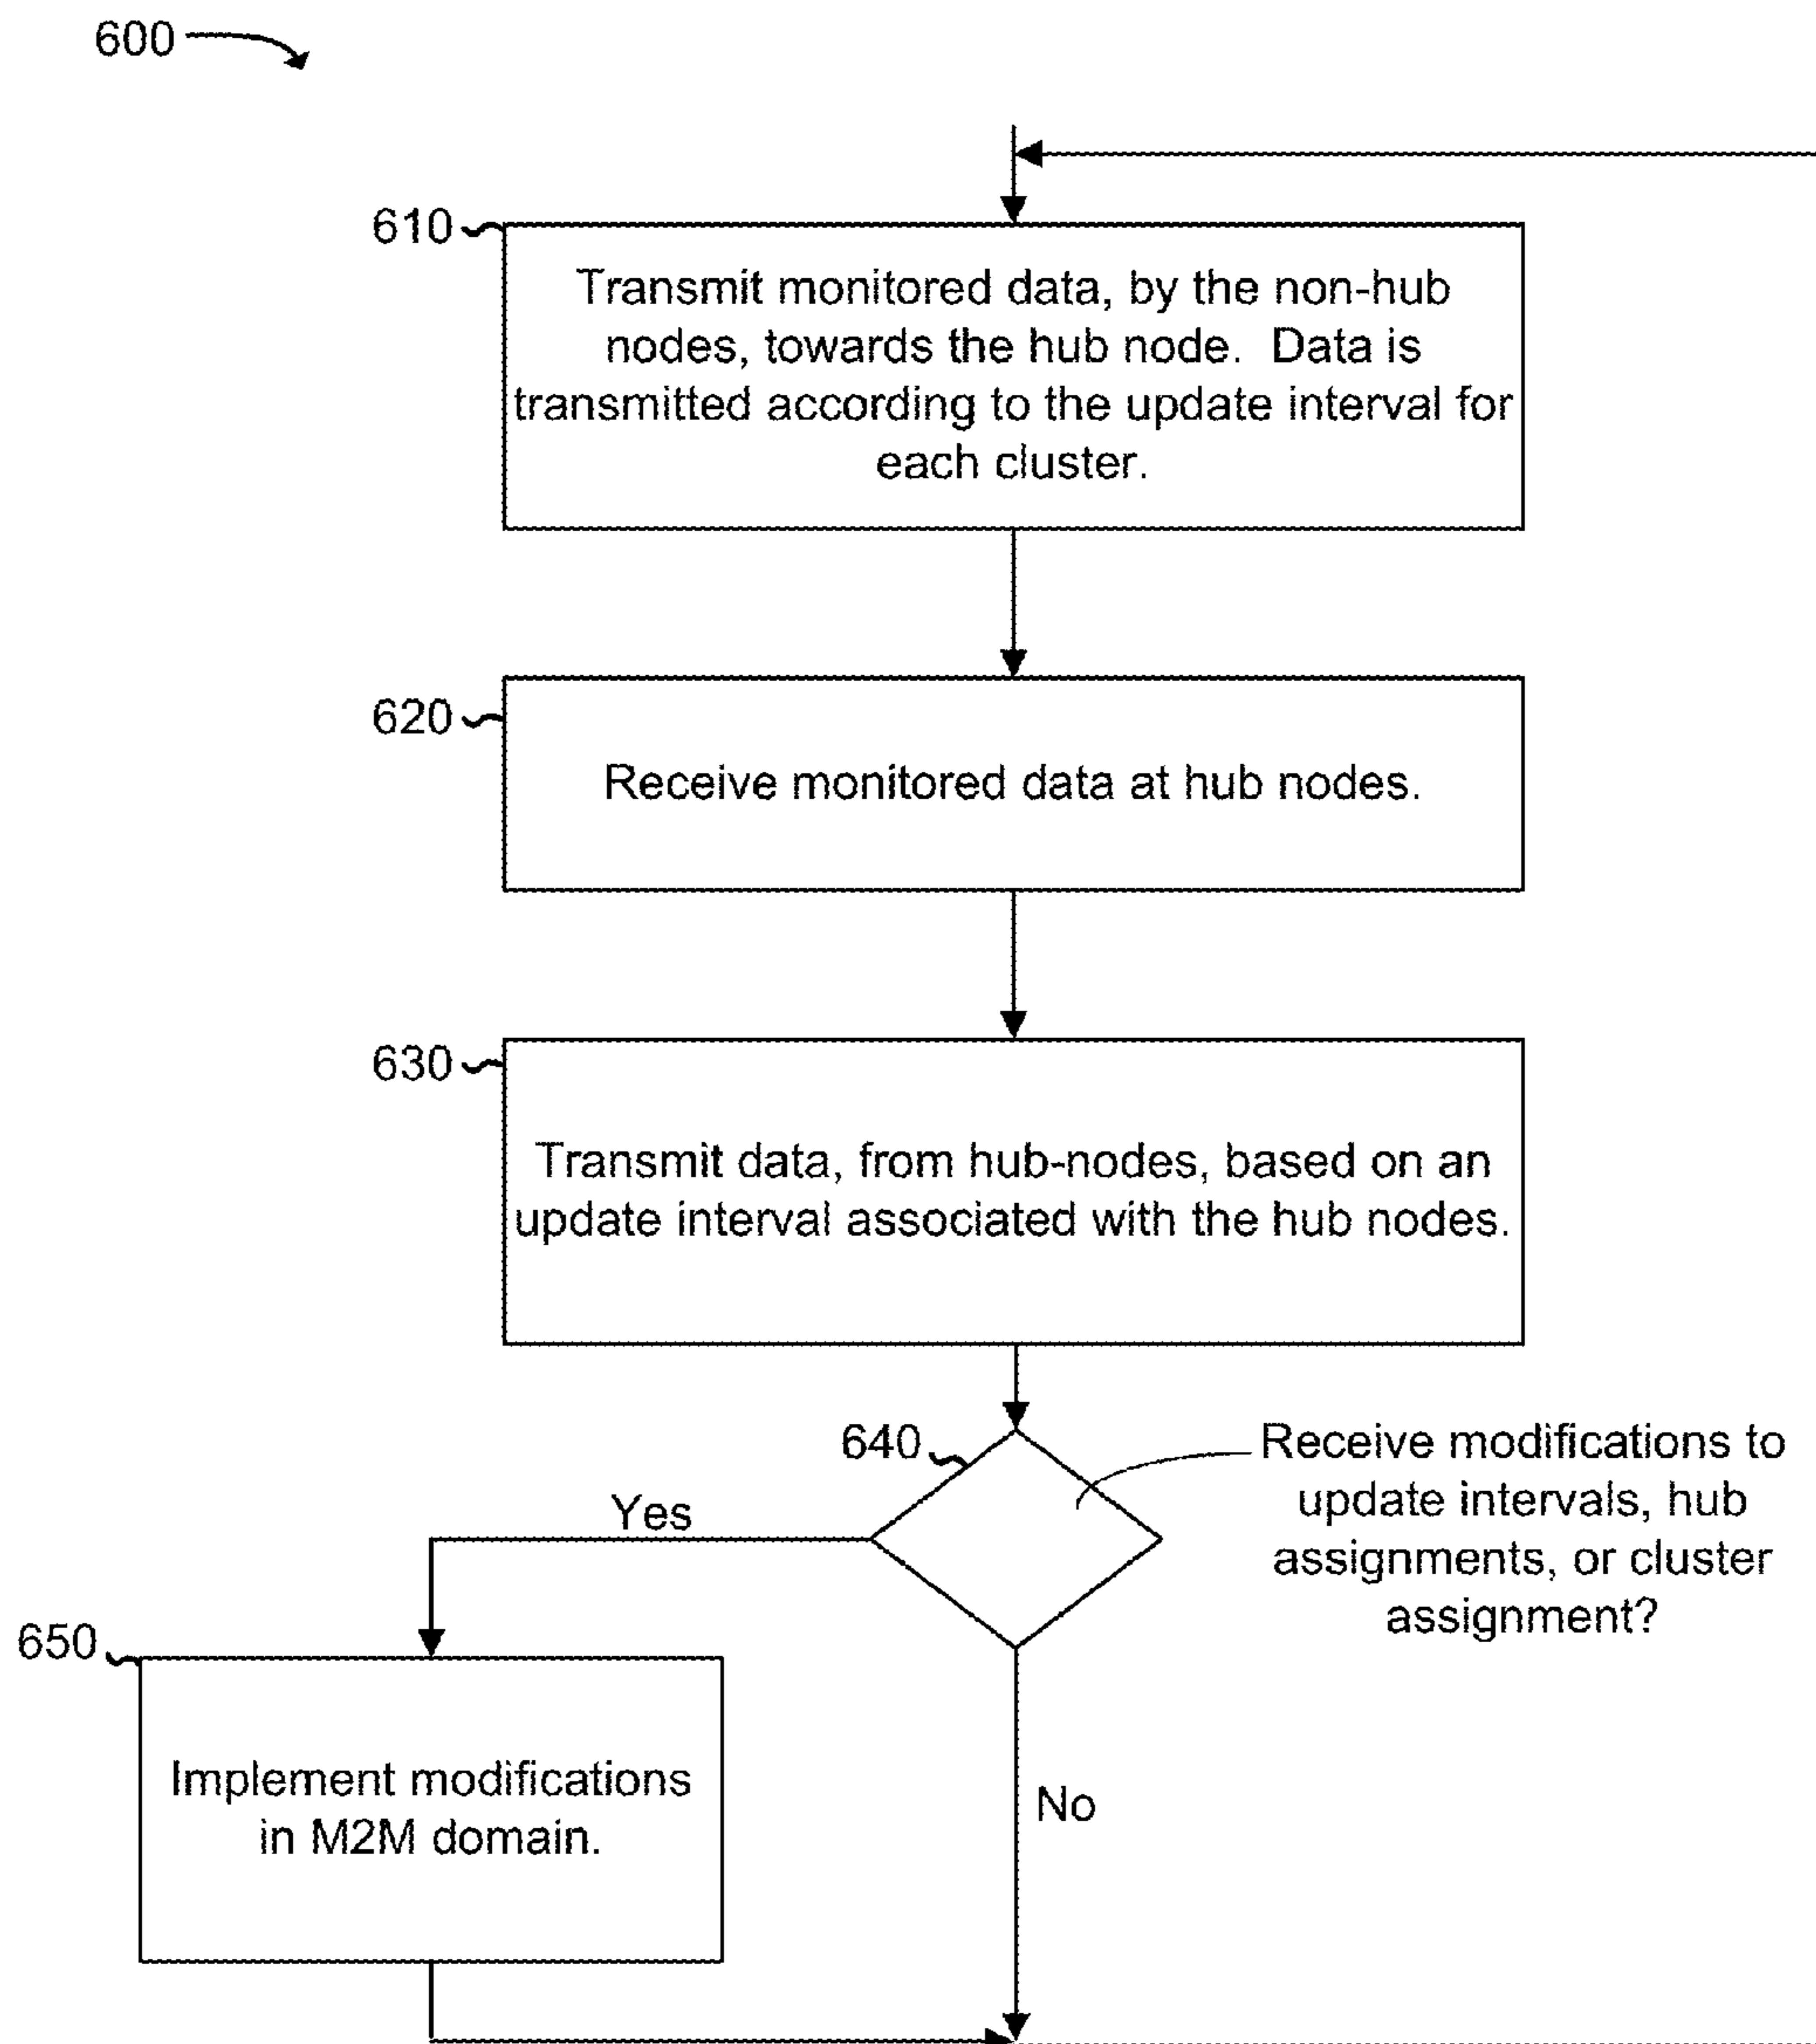 600
610
Transmit monitored data, by the non-hub
nodes, towards the hub node. Data is
transmitted according to the update interval for
each cluster.
620
Receive monitored data at hub nodes.
630
Transmit data, from hub-nodes, based on an
update interval associated with the hub nodes.
640
Receive modifications to
update intervals, hub
assignments, or cluster
assignment?
Yes
650
Implement modifications
in M2M domain.
No